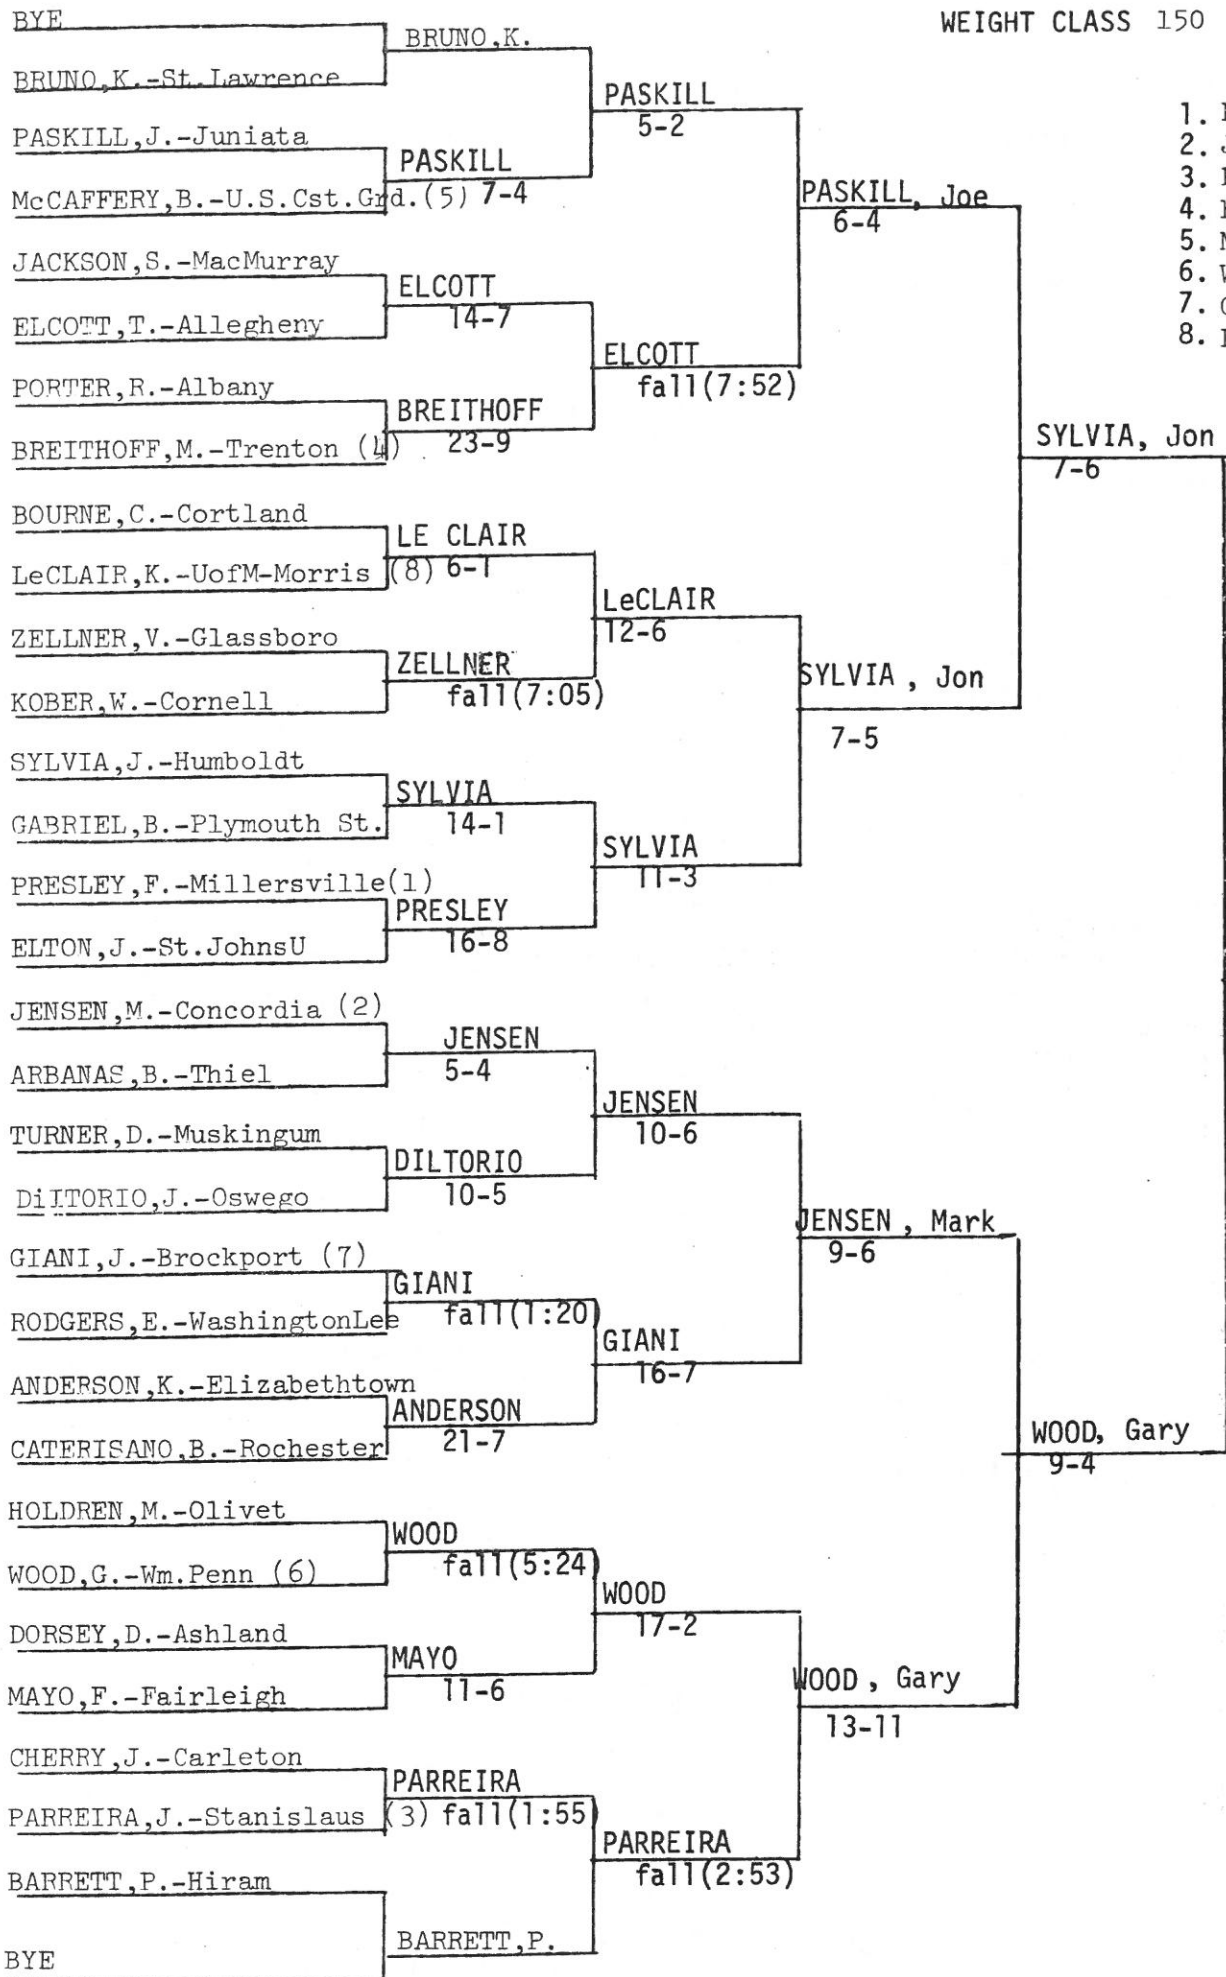 WEIGHT CLASS 150
BYE
BRUNO,K.
BRUNO,K.-St.Lawrence
PASKILL
5-2
PASKILL,J.-Juniata
PASKILL
McCAFFERY,B.-U.S.Cst.Grd.(5) 7-4
PASKILL, Joe
6-4
JACKSON,S.-MacMurray
ELCOTT
14-7
ELCOTT,T.-Allegheny
ELCOTT
fall(7:52)
PORTER,R.-Albany
BREITHOFF
23-9
BREITHOFF,M.-Trenton (4)
1.
2.
3.
4.
5.
6.
7.
8.
SYLVIA, Jon
7-6
BOURNE,C.-Cortland
LE CLAIR
LeCLAIR,K.-UofM-Morris (8) 6-1
LeCLAIR
12-6
ZELLNER,V.-Glassboro
ZELLNER
fall(7:05)
KOBER,W.-Cornell
SYLVIA , Jon
7-5
SYLVIA,J.-Humboldt
SYLVIA
14-1
GABRIEL,B.-Plymouth St.
SYLVIA
11-3
PRESLEY,F.-Millersville(1)
PRESLEY
16-8
ELTON,J.-St.JohnsU
JENSEN,M.-Concordia (2)
JENSEN
5-4
ARBANAS,B.-Thiel
JENSEN
10-6
TURNER,D.-Muskingum
DILTORIO
10-5
DiITORIO,J.-Oswego
JENSEN , Mark
9-6
GIANI,J.-Brockport (7)
GIANI
fall(1:20)
RODGERS,E.-WashingtonLee
GIANI
16-7
ANDERSON,K.-Elizabethtown
ANDERSON
21-7
CATERISANO,B.-Rochester
WOOD, Gary
9-4
HOLDREN,M.-Olivet
WOOD
fall(5:24)
WOOD,G.-Wm.Penn (6)
WOOD
17-2
DORSEY,D.-Ashland
MAYO
11-6
MAYO,F.-Fairleigh
WOOD , Gary
13-11
CHERRY,J.-Carleton
PARREIRA
PARREIRA,J.-Stanislaus (3) fall(1:55)
PARREIRA
fall(2:53)
BARRETT,P.-Hiram
BARRETT,P.
BYE